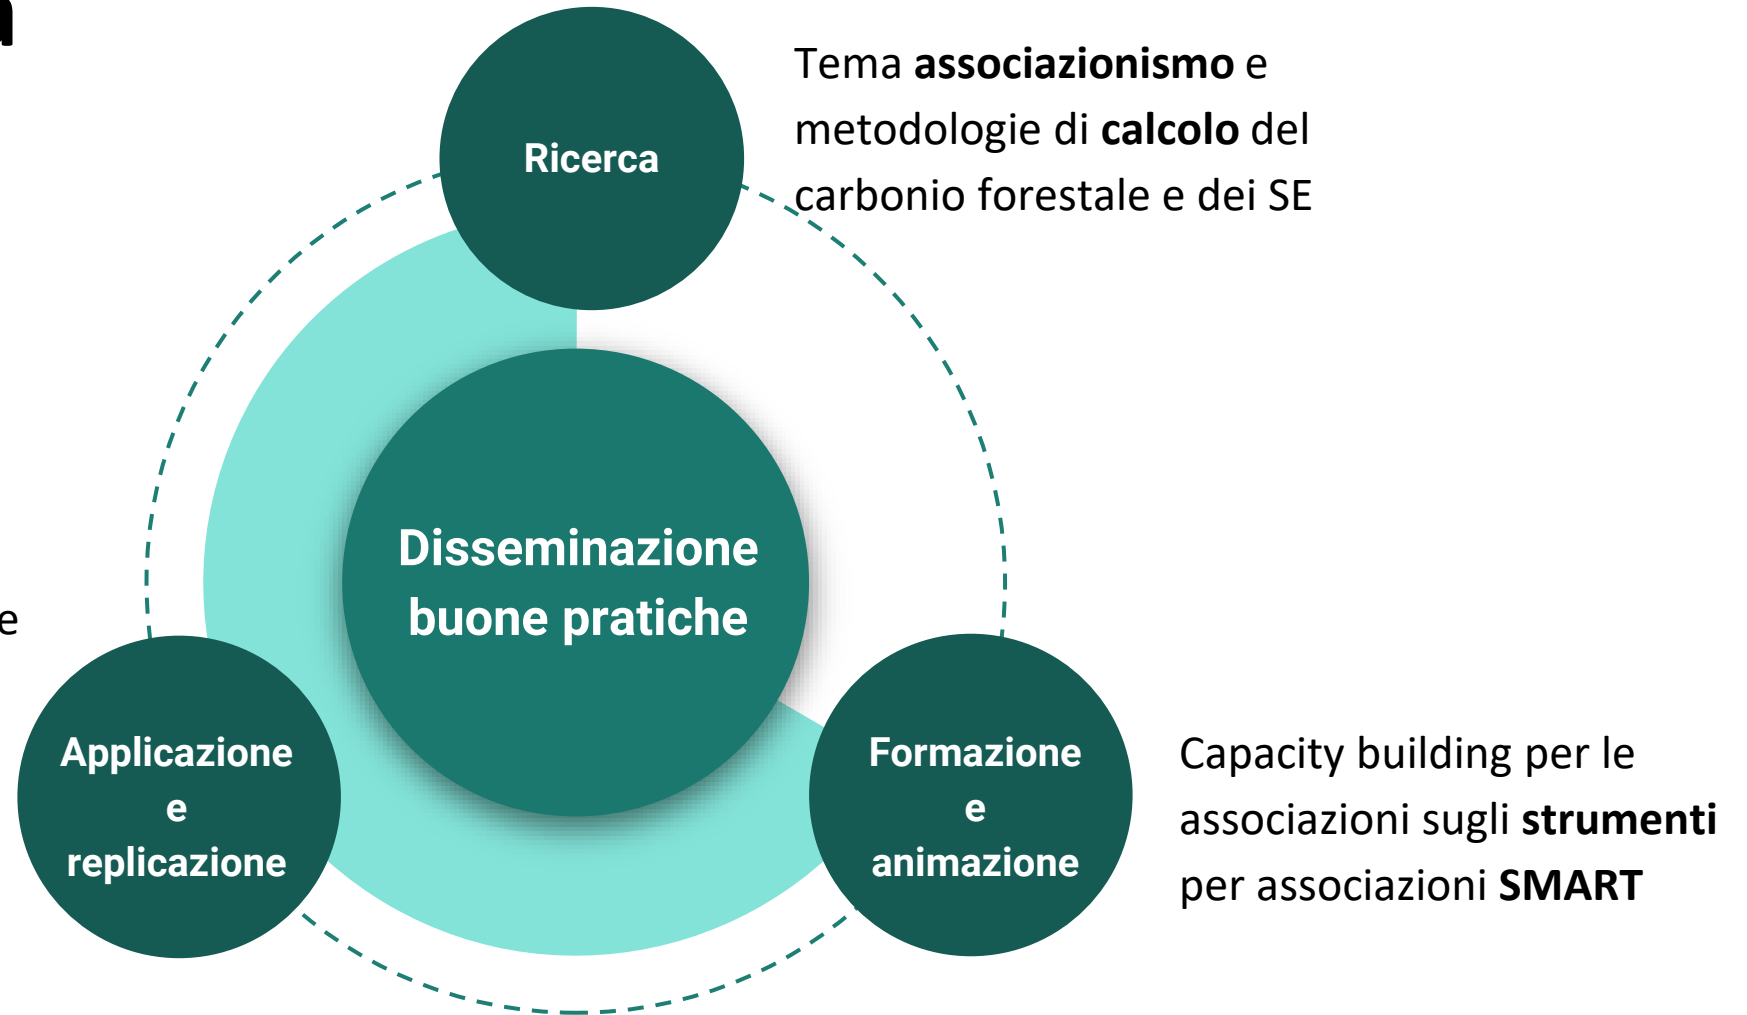 Ricerca
Tema associazionismo e
metodologie di calcolo del
carbonio forestale e dei SE
Disseminazione
buone pratiche
Applicazione
e
replicazione
Formazione
e
animazione
Capacity building per le
associazioni sugli strumenti
per associazioni SMART